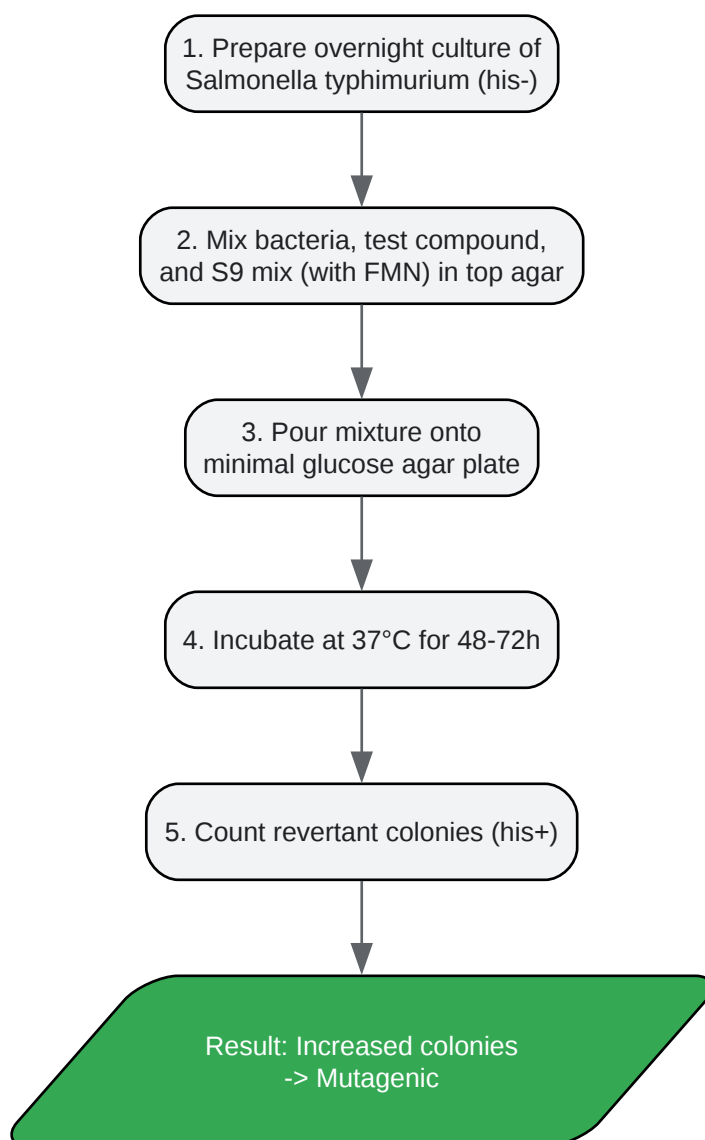 1. Prepare overnight culture of
Salmonella typhimurium (his-)
2. Mix bacteria, test compound,
and S9 mix (with FMN) in top agar
3. Pour mixture onto
minimal glucose agar plate
4. Incubate at 37°C for 48-72h
5. Count revertant colonies (his+)
Result: Increased colonies
-> Mutagenic